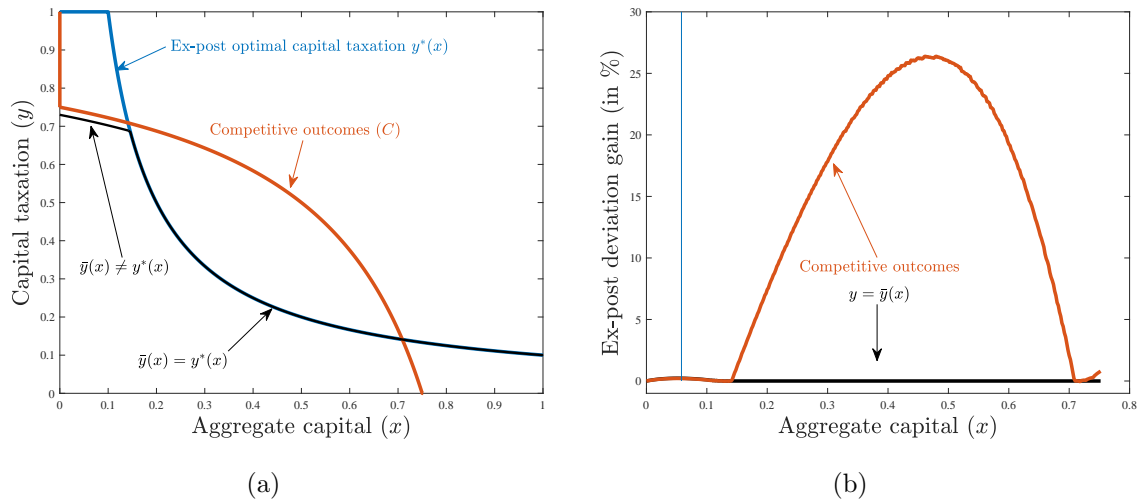 1
0.9
0.8
0.7
0.6
0.5
0.4
0.3
0.2
0.1
0
Capital taxation (y)
Ex-post optimal capital taxation y*(x)
Competitive outcomes (C)
ȳ(x) ≠ y*(x)
ȳ(x) = y*(x)
0 0.1 0.2 0.3 0.4 0.5 0.6 0.7 0.8 0.9 1
Aggregate capital (x)
(a)
30
25
20
15
10
5
0
Ex-post deviation gain (in %)
Competitive outcomes
y = ȳ(x)
0 0.1 0.2 0.3 0.4 0.5 0.6 0.7 0.8
Aggregate capital (x)
(b)